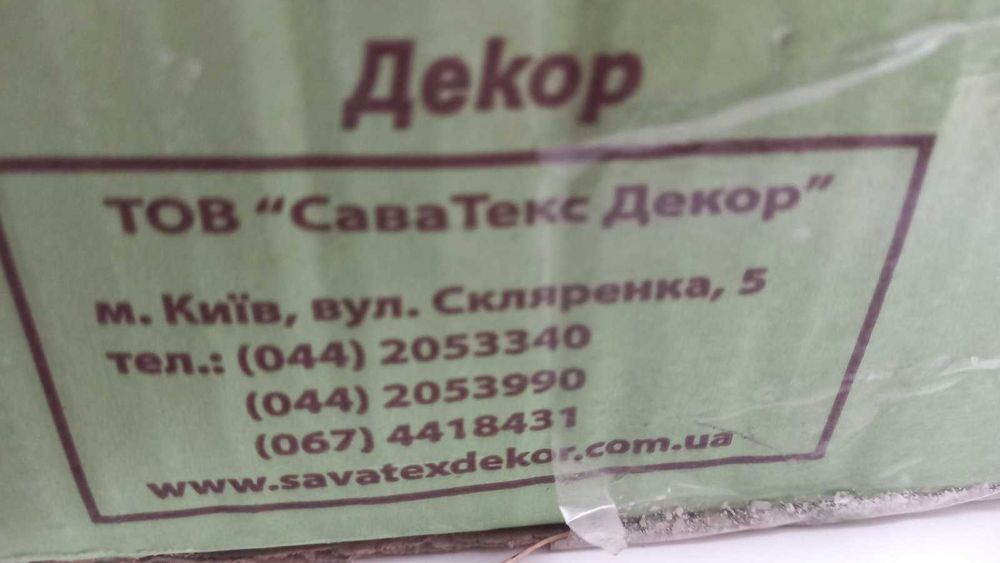 Декор
ТОВ "СаваТекс Декор"
м. Київ, вул. Скляренка, 5
тел.: (044) 2053340
(044) 2053990
(067) 4418431
www.savatexdekor.com.ua